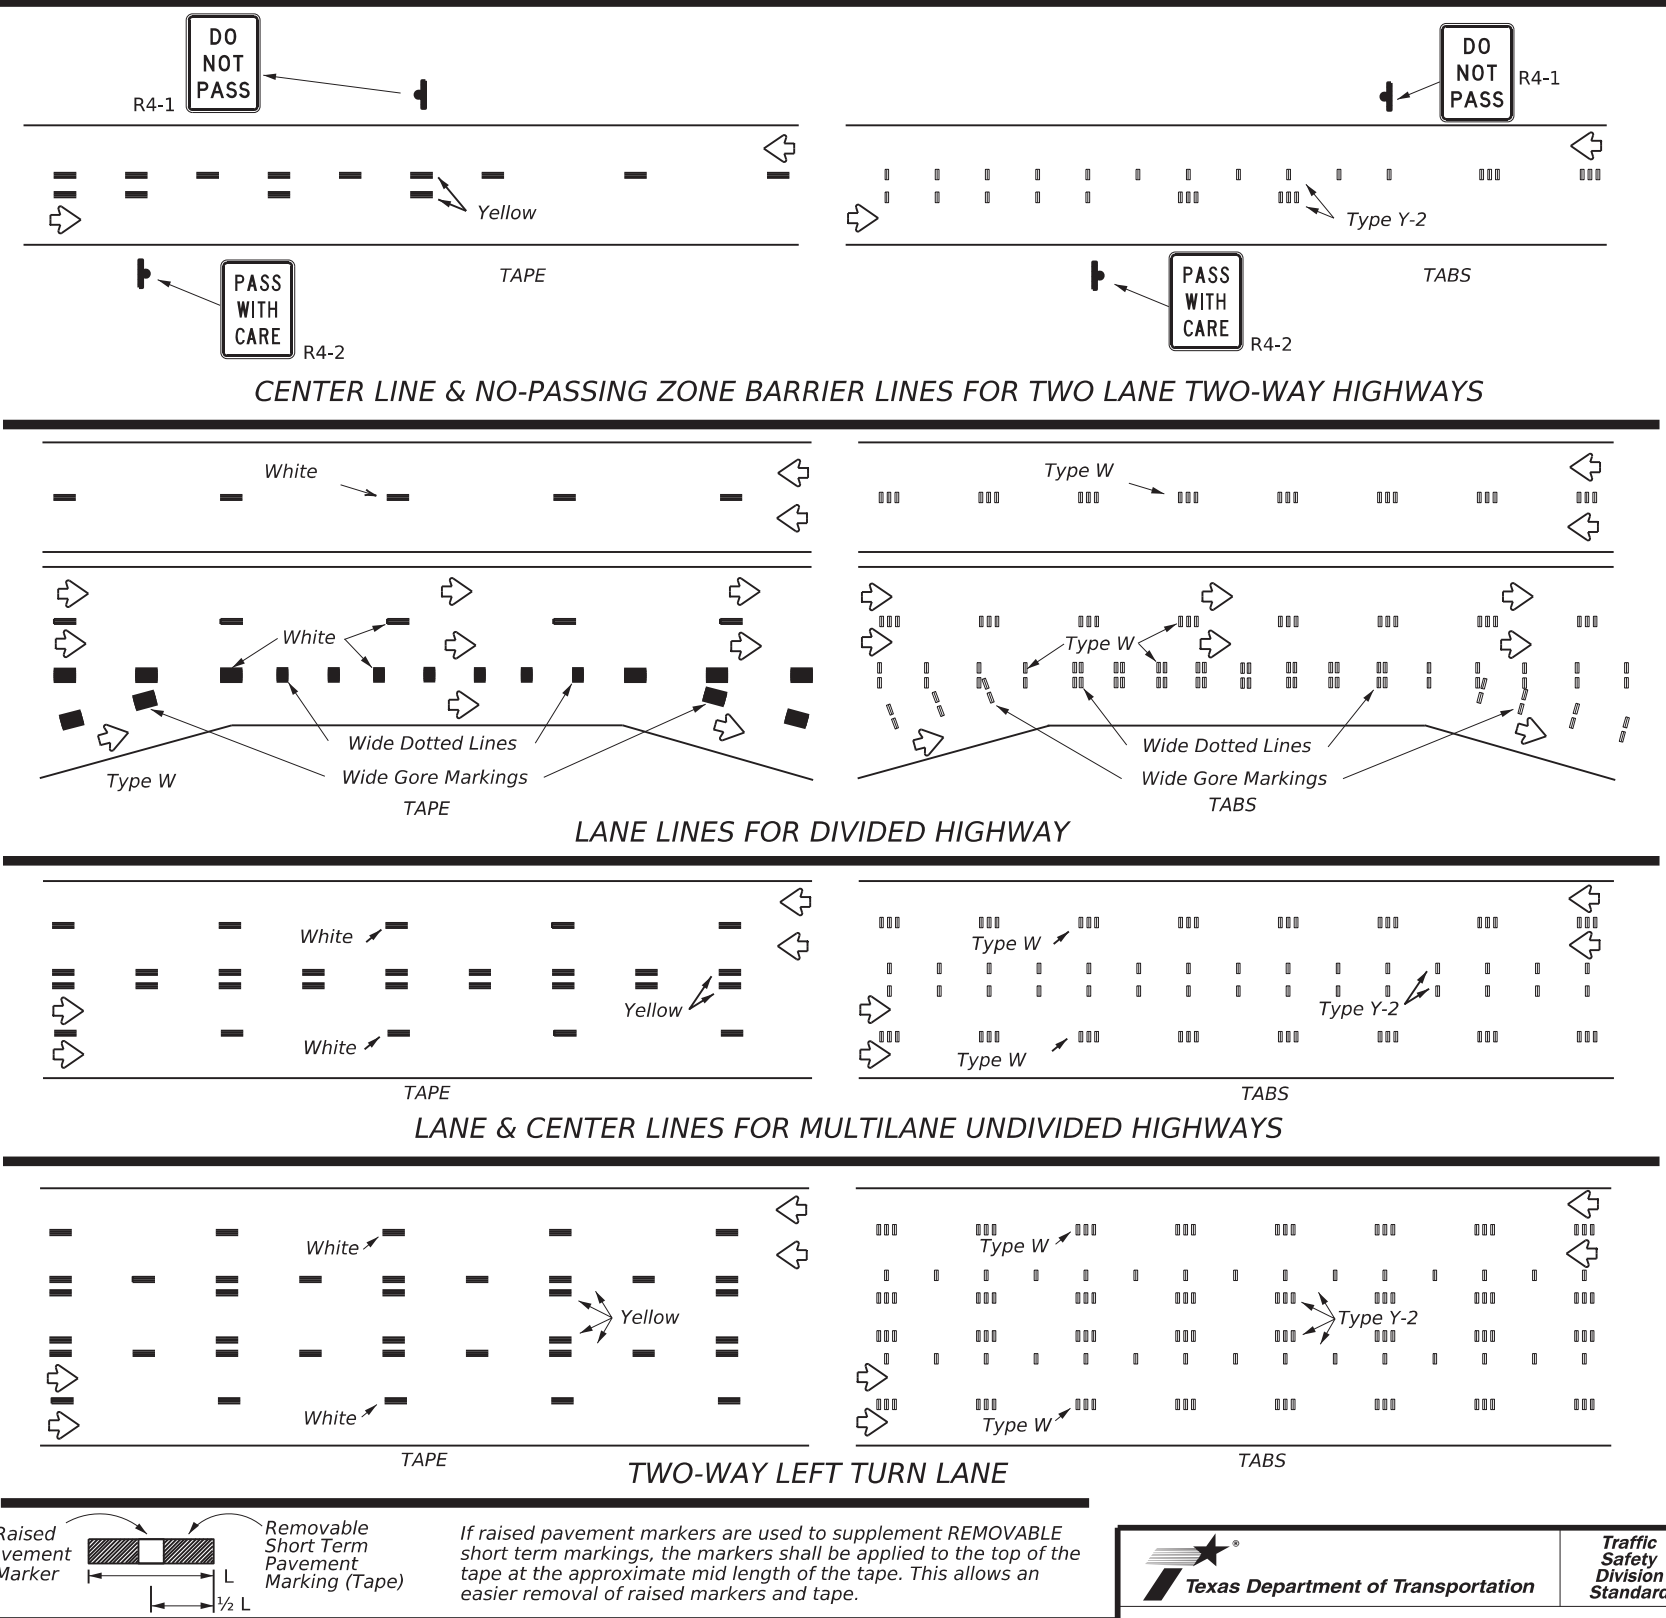 DO
NOT
PASS
R4-1
Yellow
TAPE
PASS
WITH
CARE
R4-2
DO
NOT
PASS
R4-1
Type Y-2
TABS
PASS
WITH
CARE
R4-2
CENTER LINE & NO-PASSING ZONE BARRIER LINES FOR TWO LANE TWO-WAY HIGHWAYS
White
White
Wide Dotted Lines
Type W
Wide Gore Markings
TAPE
Type W
Type W
Wide Dotted Lines
Wide Gore Markings
TABS
LANE LINES FOR DIVIDED HIGHWAY
White
Yellow
White
TAPE
Type W
Type Y-2
Type W
TABS
LANE & CENTER LINES FOR MULTILANE UNDIVIDED HIGHWAYS
White
Yellow
White
TAPE
Type W
Type Y-2
Type W
TABS
TWO-WAY LEFT TURN LANE
Raised
vement
Marker
L
½ L
Removable
Short Term
Pavement
Marking (Tape)
If raised pavement markers are used to supplement REMOVABLE
short term markings, the markers shall be applied to the top of the
tape at the approximate mid length of the tape. This allows an
easier removal of raised markers and tape.
®
Texas Department of Transportation
Traffic
Safety
Division
Standard